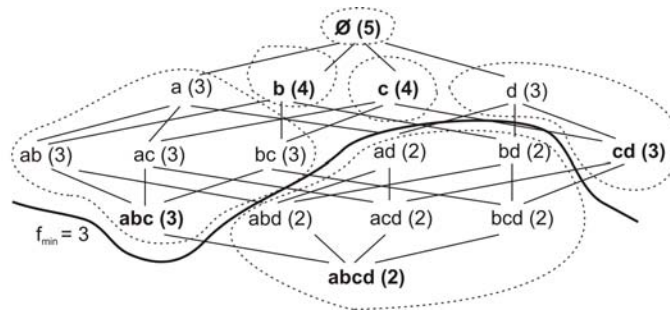 Ø (5)
a (3) b (4) c (4) d (3)
ab (3) ac (3) bc (3) ad (2) bd (2) cd (3)
abc (3) abd (2) acd (2) bcd (2)
f_min = 3
abcd (2)